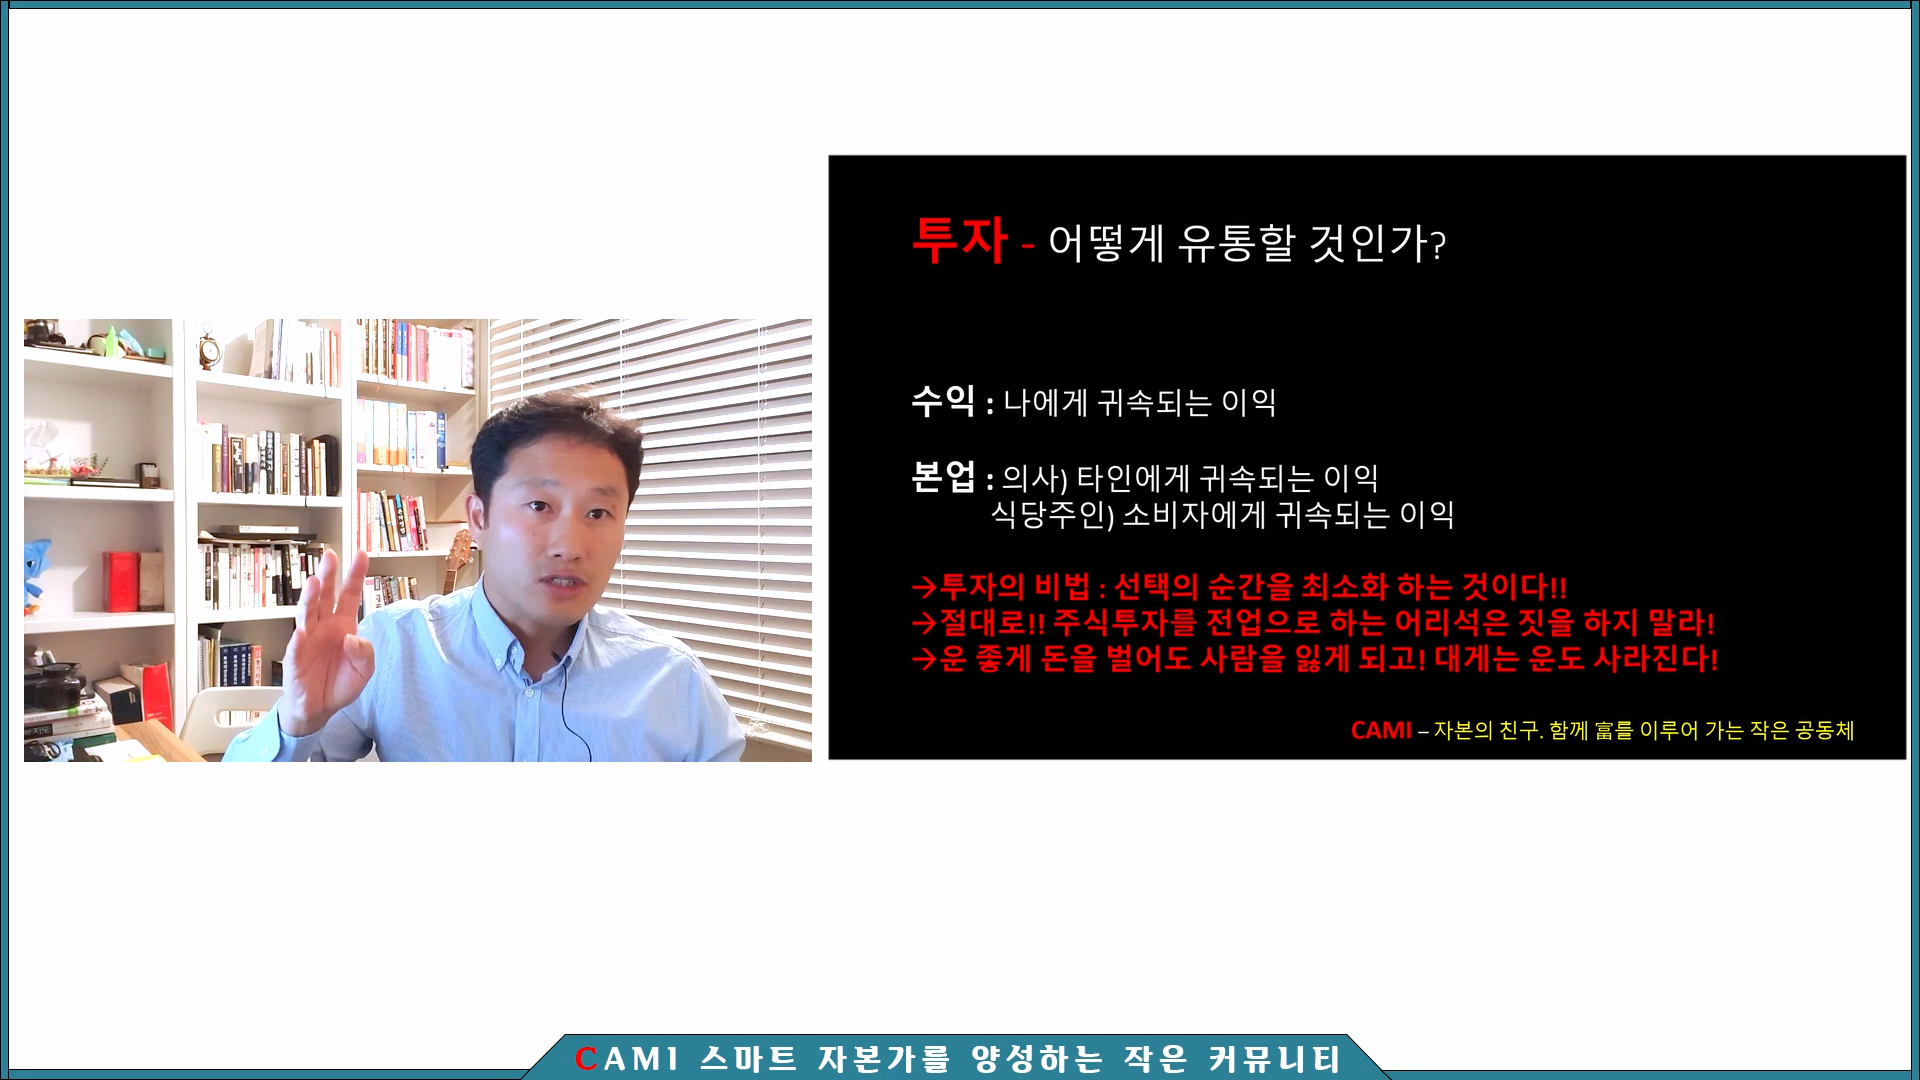 투자 - 어떻게 유통할 것인가?
수익 : 나에게 귀속되는 이익
본업 : 의사) 타인에게 귀속되는 이익
식당주인) 소비자에게 귀속되는 이익
→투자의 비법 : 선택의 순간을 최소화 하는 것이다!!
→절대로!! 주식투자를 전업으로 하는 어리석은 짓을 하지 말라!
→운 좋게 돈을 벌어도 사람을 잃게 되고! 대게는 운도 사라진다!
CAMI – 자본의 친구. 함께 富를 이루어 가는 작은 공동체
CAMI 스마트 자본가를 양성하는 작은 커뮤니티